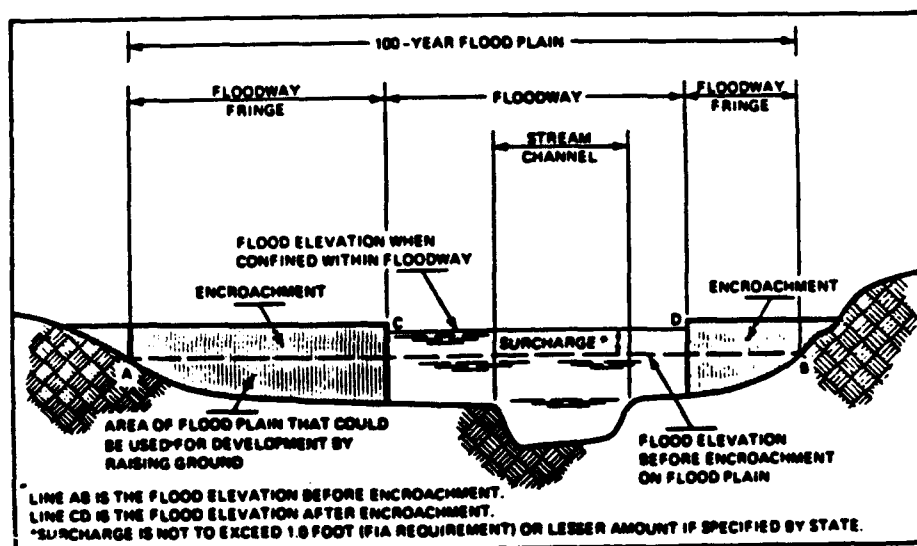 100-YEAR FLOOD PLAIN
FLOODWAY
FRINGE
FLOODWAY
FLOODWAY
FRINGE
STREAM
CHANNEL
FLOOD ELEVATION WHEN
CONFINED WITHIN FLOODWAY
ENCROACHMENT
ENCROACHMENT
C
D
SURCHARGE*
A
B
AREA OF FLOOD PLAIN THAT COULD
BE USED FOR DEVELOPMENT BY
RAISING GROUND
FLOOD ELEVATION
BEFORE ENCROACHMENT
ON FLOOD PLAIN
LINE AB IS THE FLOOD ELEVATION BEFORE ENCROACHMENT.
LINE CD IS THE FLOOD ELEVATION AFTER ENCROACHMENT.
*SURCHARGE IS NOT TO EXCEED 1.0 FOOT (FIA REQUIREMENT) OR LESSER AMOUNT IF SPECIFIED BY STATE.